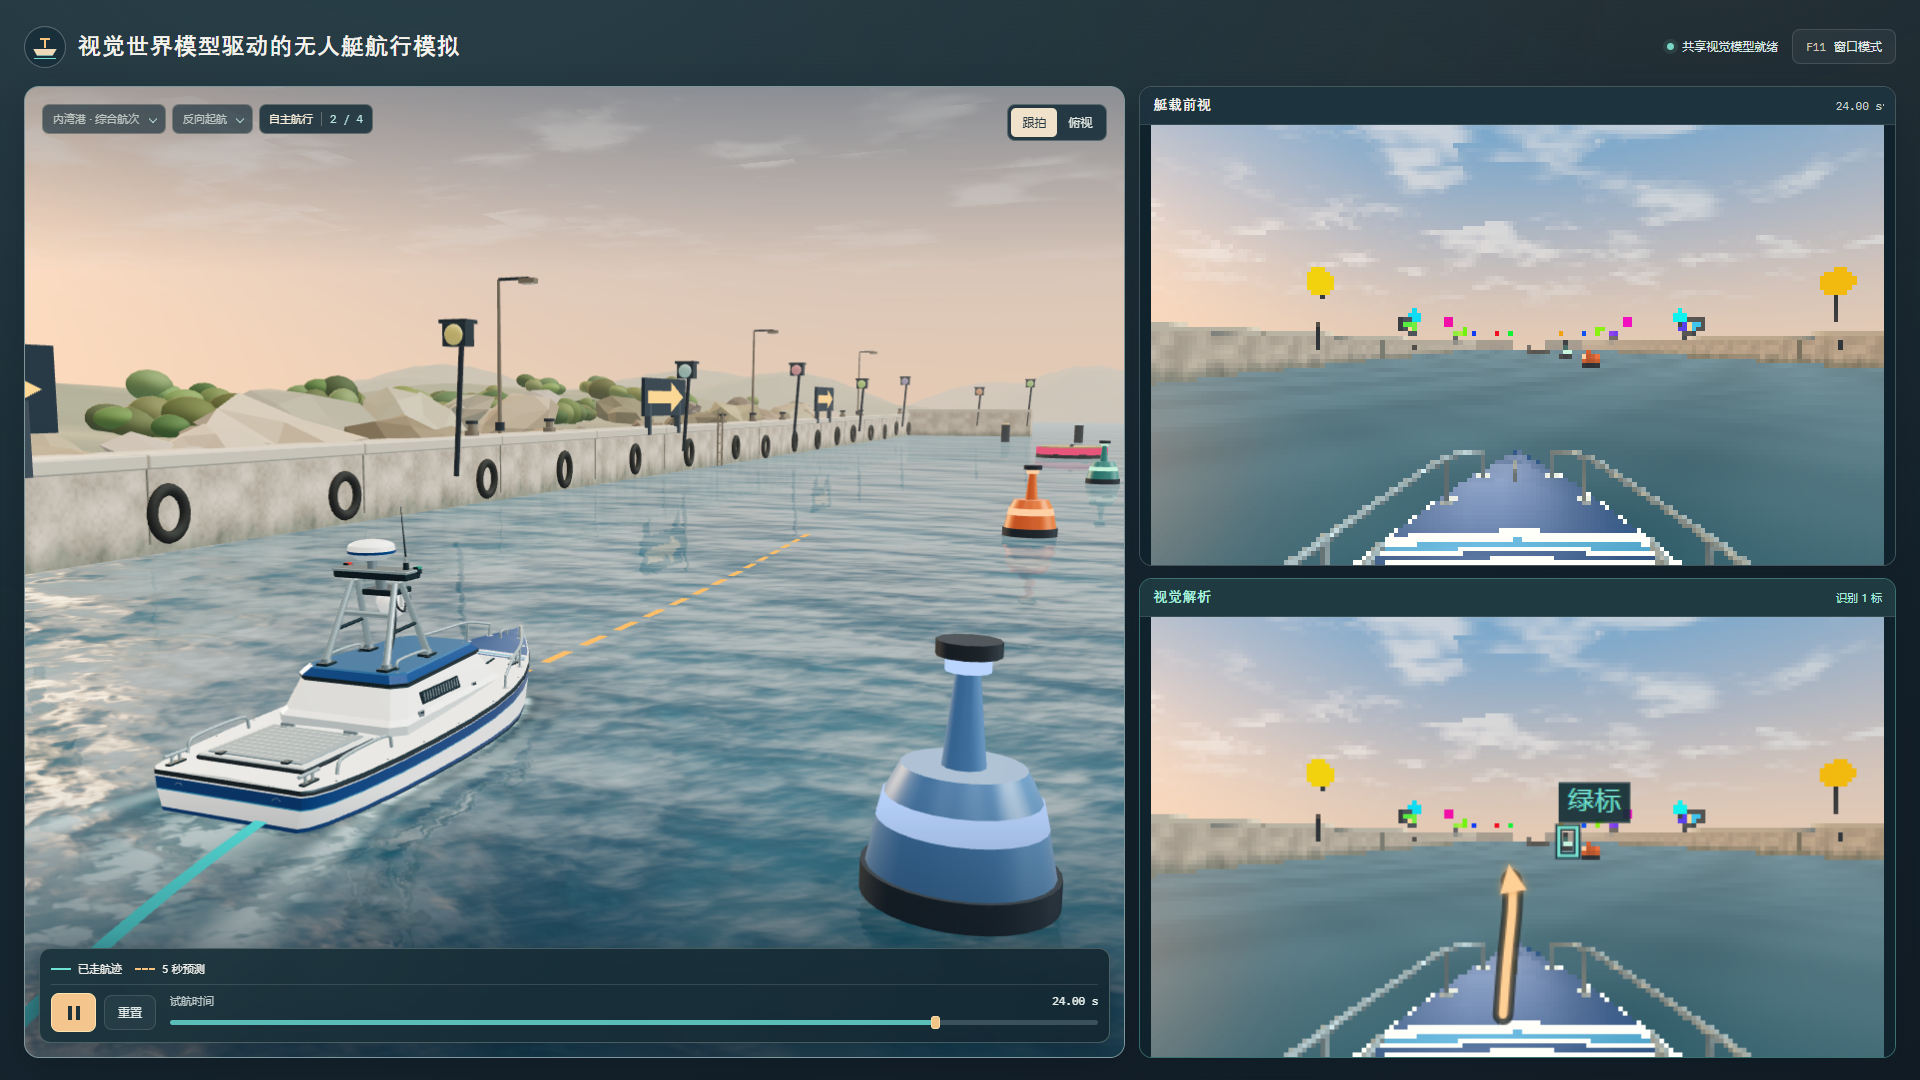 视觉世界模型驱动的无人艇航行模拟
共享视觉模型就绪
F11 窗口模式
内湾港 · 综合航次
反向起航
自主航行 2 / 4
跟拍 俯视
艇载前视
24.00 s
视觉解析
识别 1 标
绿标
已走航迹
5 秒预测
重置
试航时间
24.00 s